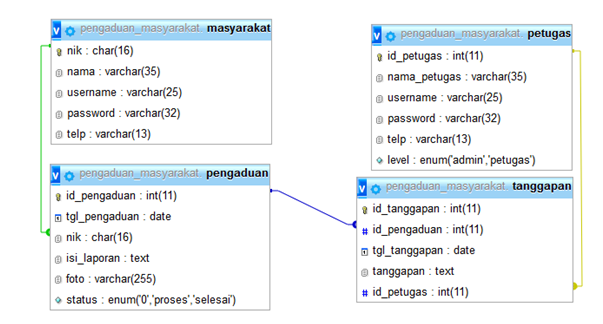 pengaduan_masyarakat masyarakat
nik : char(16)
nama : varchar(35)
username : varchar(25)
password : varchar(32)
telp : varchar(13)
pengaduan_masyarakat petugas
id_petugas : int(11)
nama_petugas : varchar(35)
username : varchar(25)
password : varchar(32)
telp : varchar(13)
level : enum('admin','petugas')
pengaduan_masyarakat pengaduan
id_pengaduan : int(11)
tgl_pengaduan : date
nik : char(16)
isi_laporan : text
foto : varchar(255)
status : enum('0','proses','selesai')
pengaduan_masyarakat tanggapan
id_tanggapan : int(11)
# id_pengaduan : int(11)
tgl_tanggapan : date
tanggapan : text
# id_petugas : int(11)